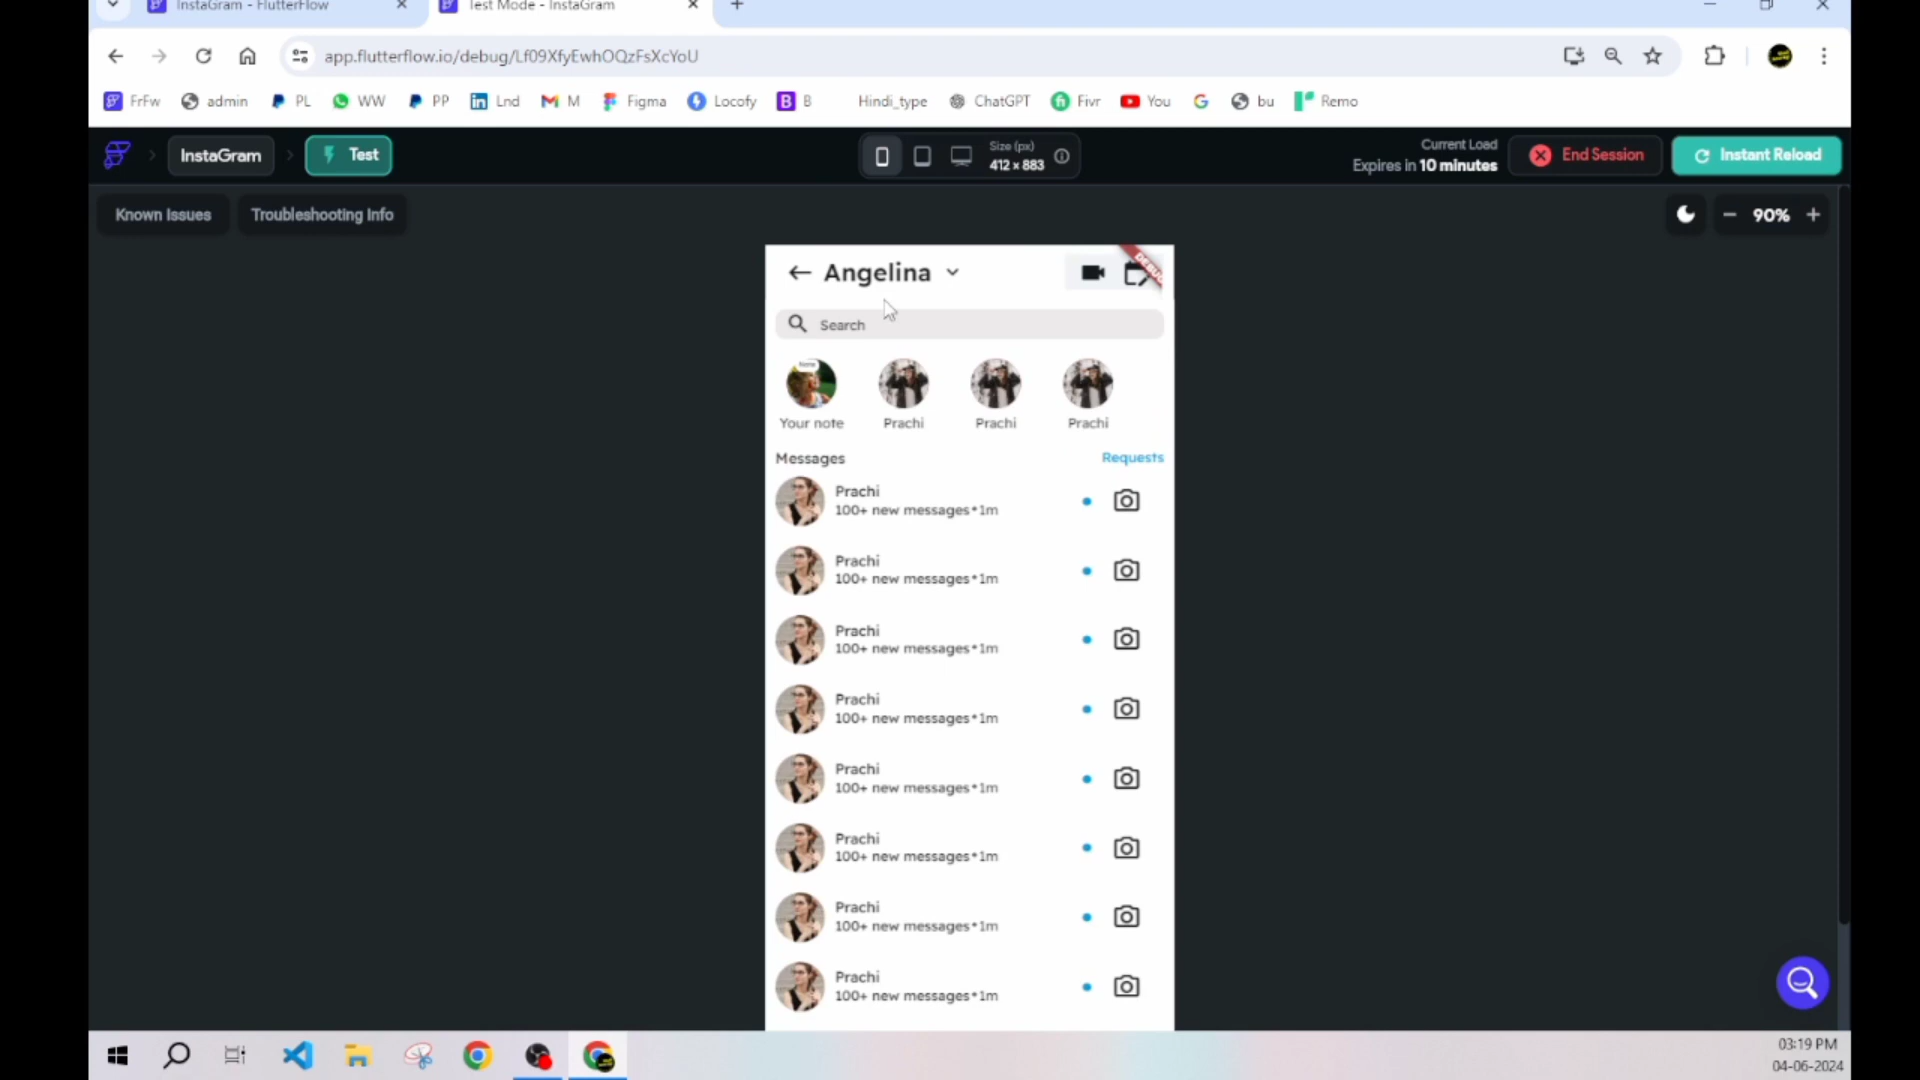 InstaGram - FlutterFlow
Test Mode - InstaGram
app.flutterflow.io/debug/Lf09XfyEwhOQzFsXcYoU
FrFw admin PL WW PP Lnd M Figma Locofy B Hindi_type ChatGPT Fivr You bu Remo
InstaGram Test
Size (px)
412 × 883
Current Load
Expires in 10 minutes
End Session
Instant Reload
Known Issues Troubleshooting Info
90%
Angelina
DEBUG
Search
Your note Prachi Prachi Prachi
Messages Requests
Prachi
100+ new messages*1m
Prachi
100+ new messages*1m
Prachi
100+ new messages*1m
Prachi
100+ new messages*1m
Prachi
100+ new messages*1m
Prachi
100+ new messages*1m
Prachi
100+ new messages*1m
Prachi
100+ new messages*1m
03:19 PM
04-06-2024